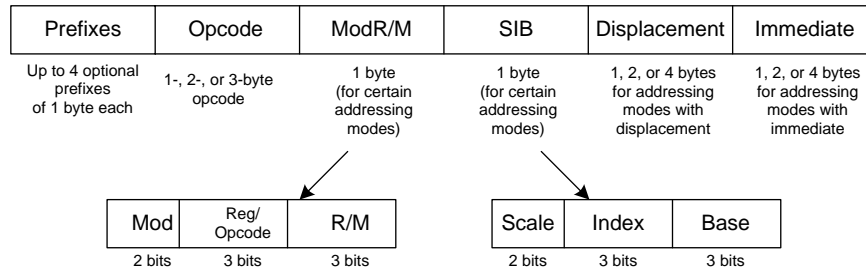 Prefixes Opcode ModR/M SIB Displacement Immediate
Up to 4 optional
prefixes
of 1 byte each
1-, 2-, or 3-byte
opcode
1 byte
(for certain
addressing
modes)
1 byte
(for certain
addressing
modes)
1, 2, or 4 bytes
for addressing
modes with
displacement
1, 2, or 4 bytes
for addressing
modes with
immediate
Mod Reg/
Opcode R/M
2 bits 3 bits 3 bits
Scale Index Base
2 bits 3 bits 3 bits